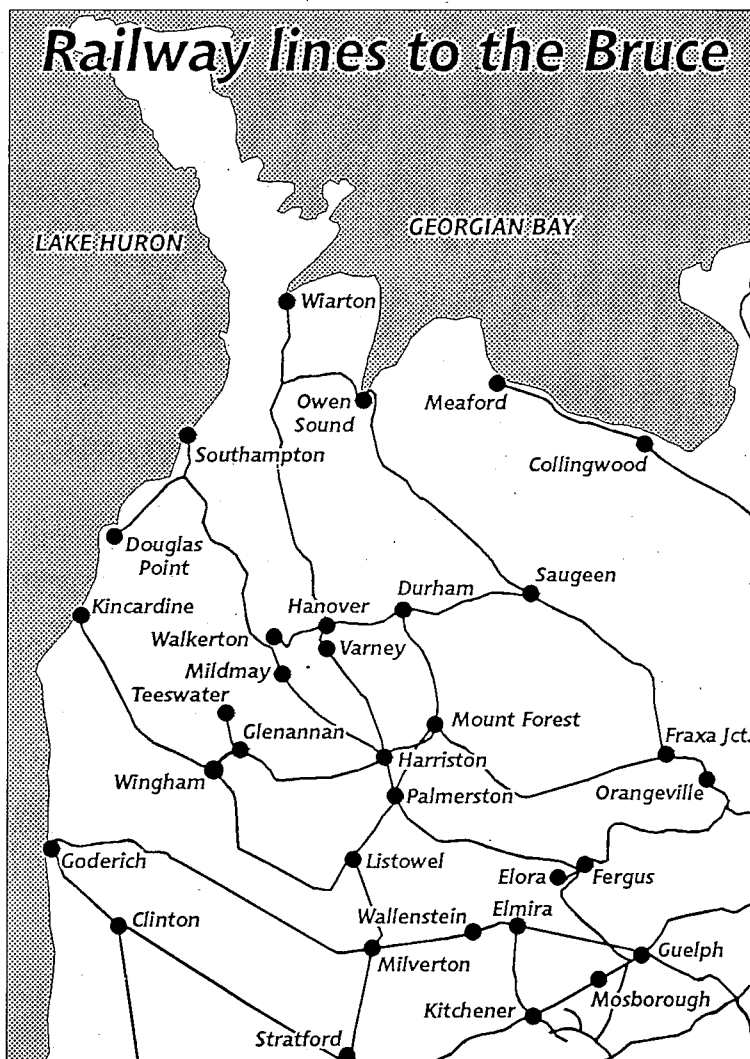 Railway lines to the Bruce
GEORGIAN BAY
LAKE HURON
Wiarton
Owen
Sound
Meaford
Southampton
Collingwood
Douglas
Point
Saugeen
Durham
Kincardine
Hanover
Walkerton
Varney
Mildmay
Teeswater
Mount Forest
Glenannan
Fraxa Jct.
Harriston
Wingham
Orangeville
Palmerston
Goderich
Listowel
Elora
Fergus
Elmira
Wallenstein
Clinton
Guelph
Milverton
Mosborough
Kitchener
Stratford